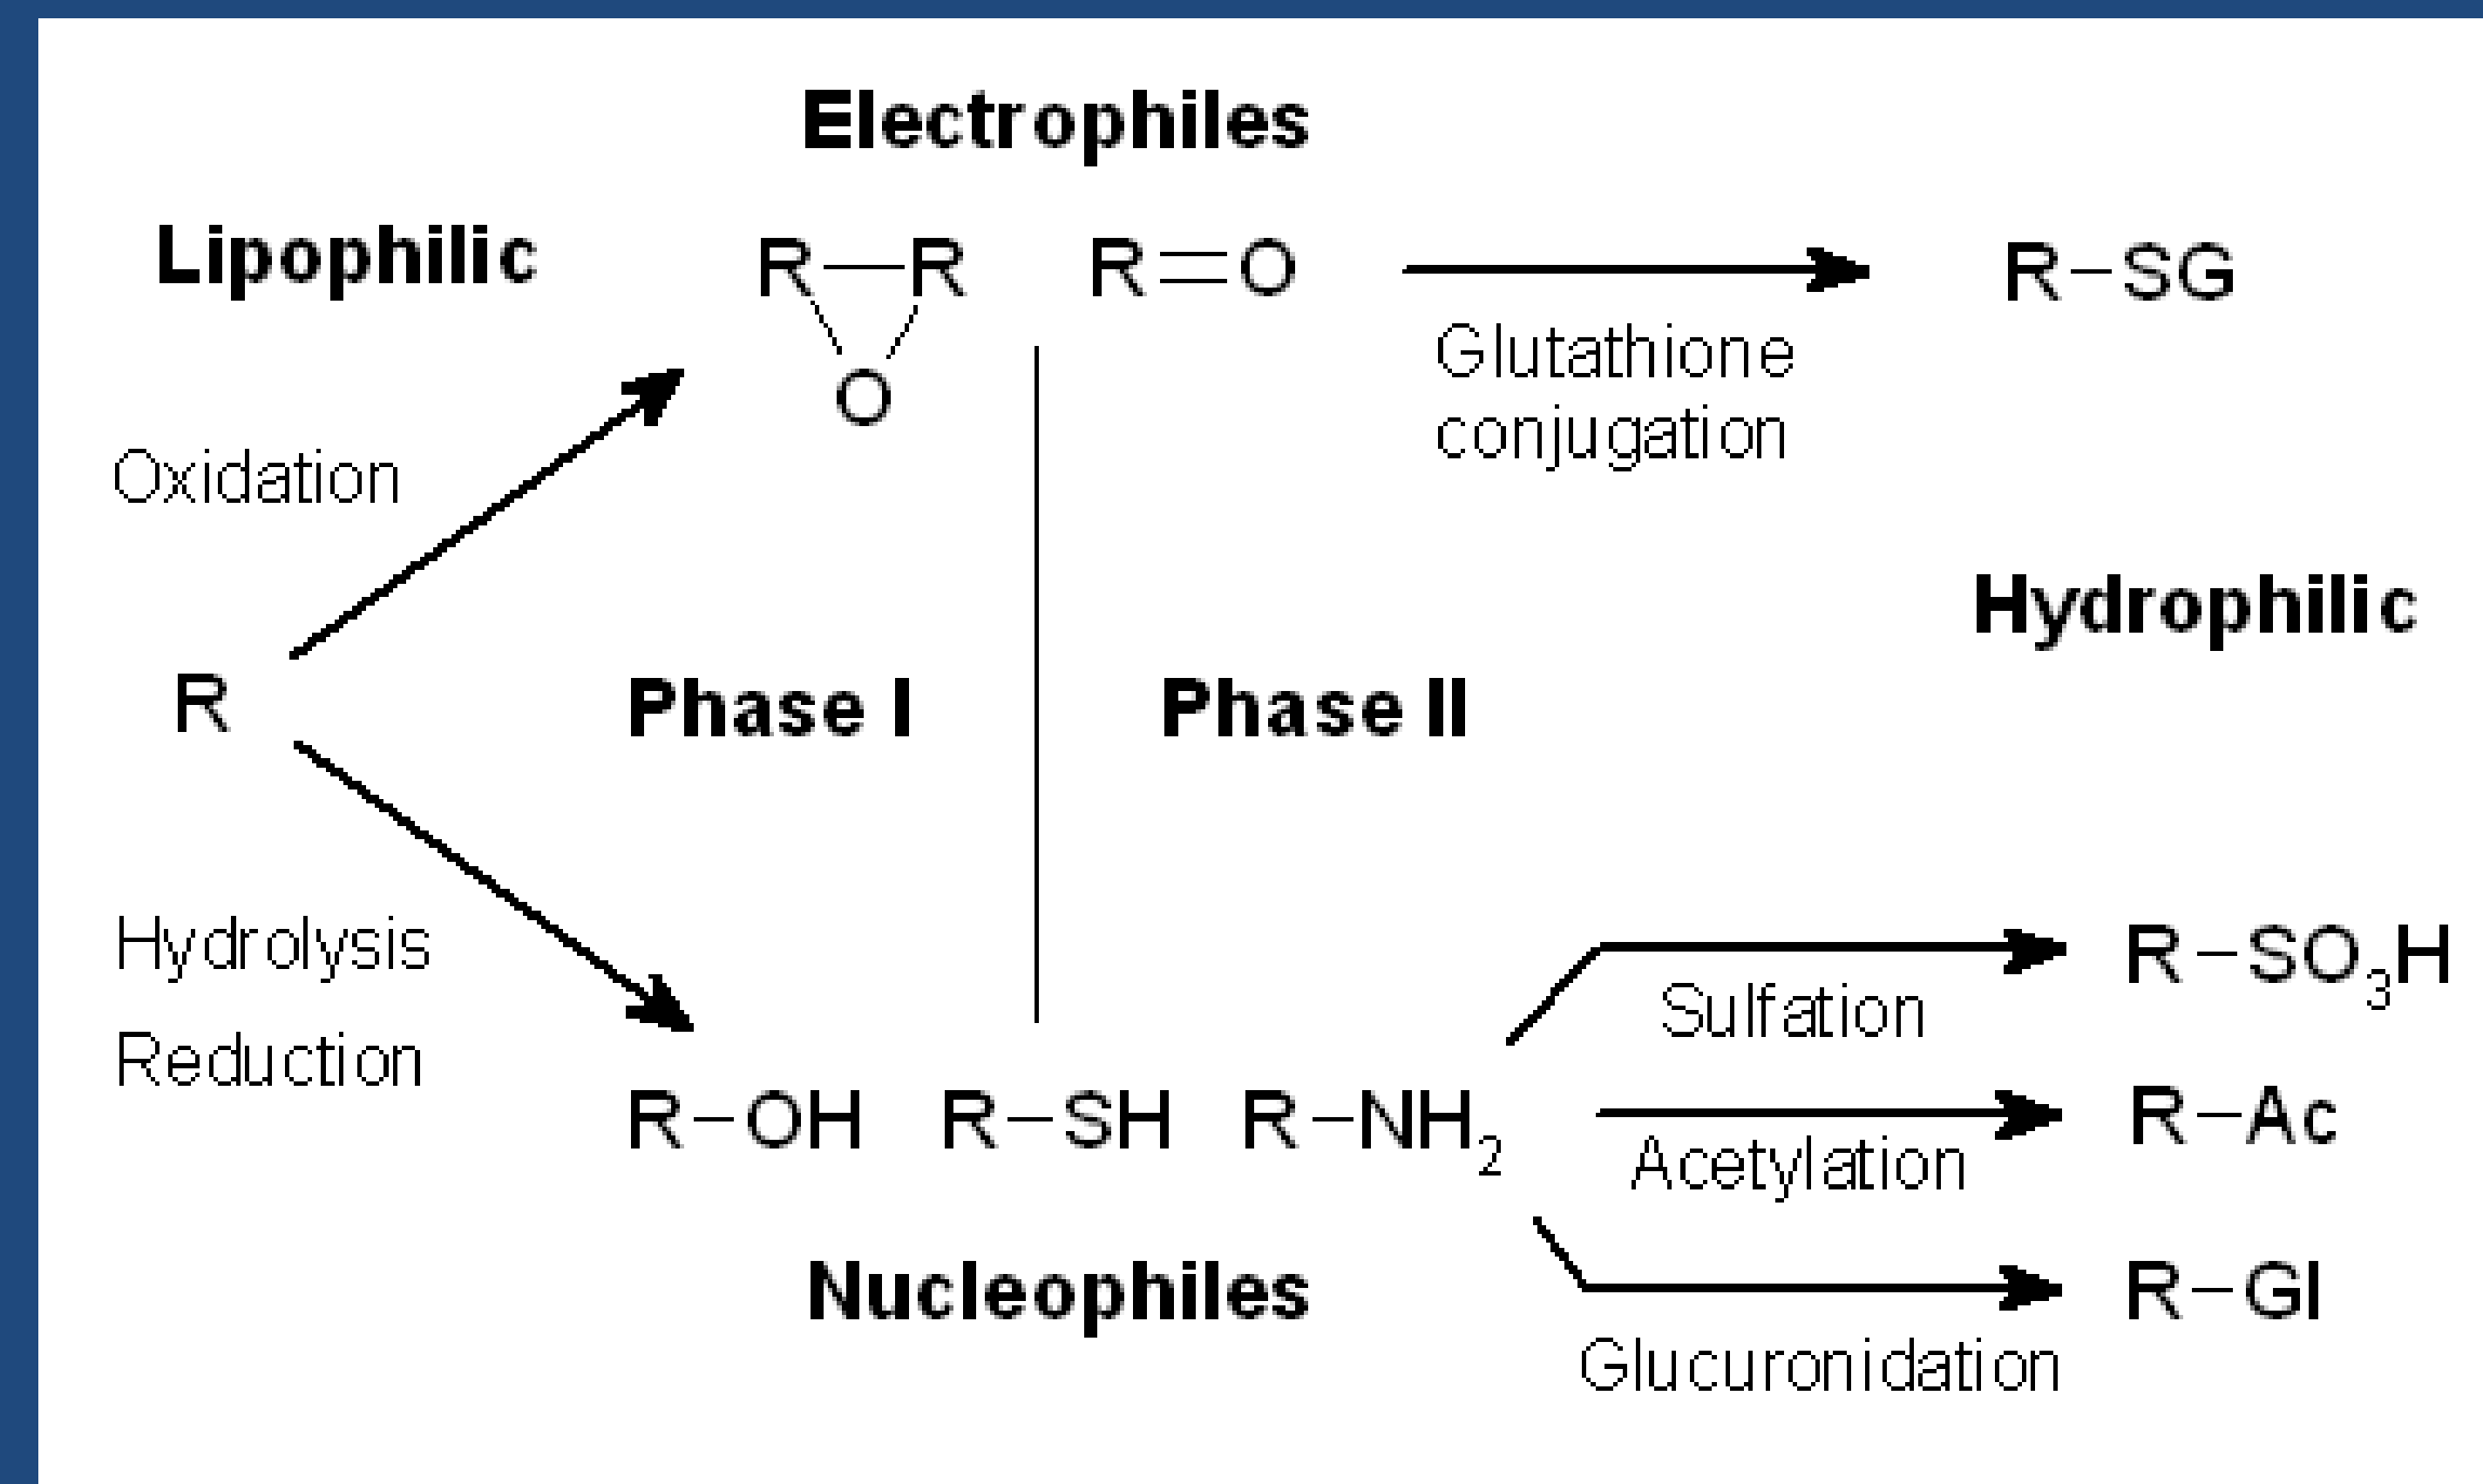 Electrophiles
Lipophilic
R—R R=O
O
R–SG
Glutathione
conjugation
Oxidation
Hydrophilic
R
Phase I
Phase II
Hydrolysis
Reduction
R–SO₃H
Sulfation
R–OH R–SH R–NH₂
R–Ac
Acetylation
Nucleophiles
R–Gl
Glucuronidation